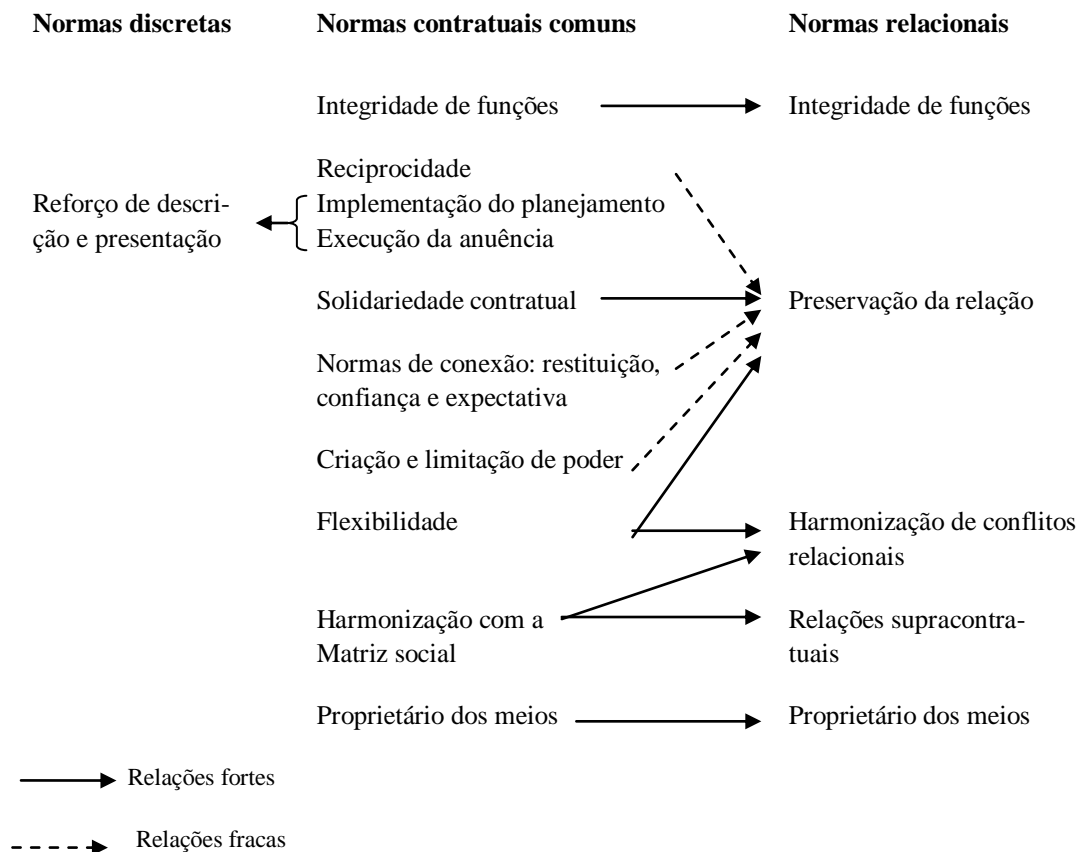 Normas discretas Normas contratuais comuns Normas relacionais
Integridade de funções Integridade de funções
Reciprocidade
Reforço de descri- Implementação do planejamento
ção e presentação Execução da anuência
Solidariedade contratual Preservação da relação
Normas de conexão: restituição,
confiança e expectativa
Criação e limitação de poder
Flexibilidade Harmonização de conflitos
relacionais
Harmonização com a Relações supracontra-
Matriz social tuais
Proprietário dos meios Proprietário dos meios
Relações fortes
Relações fracas